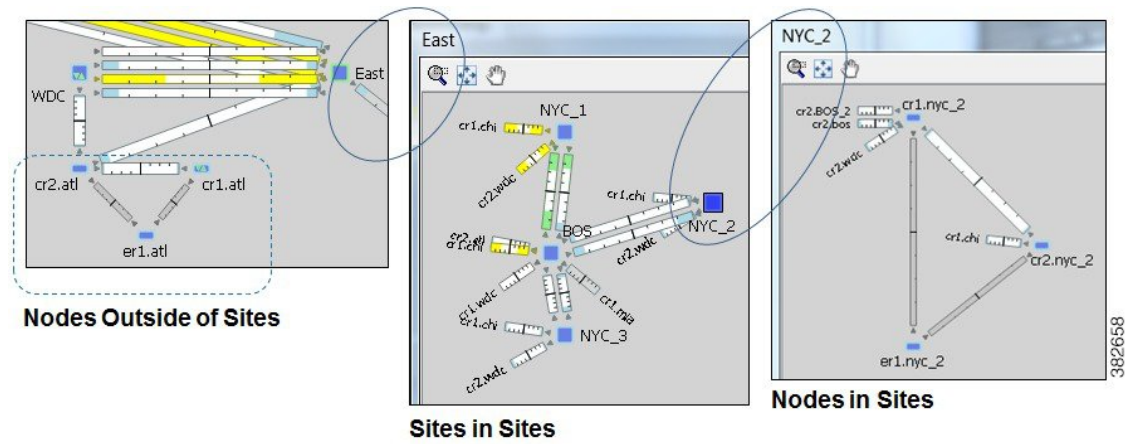 East
WDC
cr2.atl
cr1.atl
er1.atl
Nodes Outside of Sites
East
NYC_1
cr1.chi
cr2.wdc
cr1.chi
NYC_2
BOS
cr2.wdc
cr2.atl
cr1.chi
cr1.wdc
cr1.mia
cr1.chi
NYC_3
cr2.wdc
Sites in Sites
NYC_2
cr2.BOS_2
cr1.nyc_2
cr2.bos
cr2.wdc
cr1.chi
cr2.nyc_2
er1.nyc_2
Nodes in Sites
382658